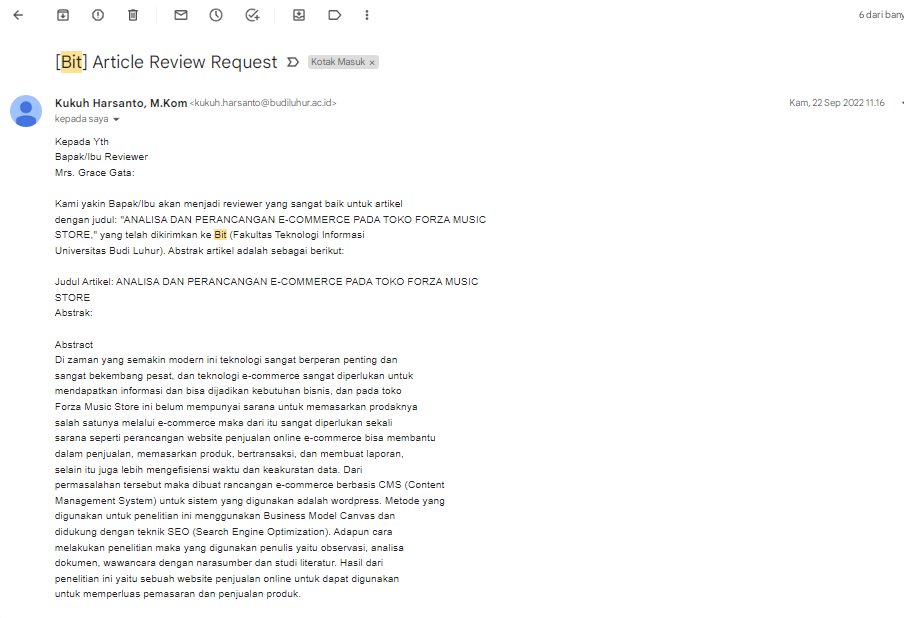 6 dari bany
[Bit] Article Review Request Kotak Masuk ×
Kukuh Harsanto, M.Kom <kukuh.harsanto@budiluhur.ac.id> Kam, 22 Sep 2022 11.16
kepada saya
Kepada Yth
Bapak/Ibu Reviewer
Mrs. Grace Gata:
Kami yakin Bapak/Ibu akan menjadi reviewer yang sangat baik untuk artikel
dengan judul: "ANALISA DAN PERANCANGAN E-COMMERCE PADA TOKO FORZA MUSIC
STORE," yang telah dikirimkan ke Bit (Fakultas Teknologi Informasi
Universitas Budi Luhur). Abstrak artikel adalah sebagai berikut:
Judul Artikel: ANALISA DAN PERANCANGAN E-COMMERCE PADA TOKO FORZA MUSIC
STORE
Abstrak:
Abstract
Di zaman yang semakin modern ini teknologi sangat berperan penting dan
sangat bekembang pesat, dan teknologi e-commerce sangat diperlukan untuk
mendapatkan informasi dan bisa dijadikan kebutuhan bisnis, dan pada toko
Forza Music Store ini belum mempunyai sarana untuk memasarkan prodaknya
salah satunya melalui e-commerce maka dari itu sangat diperlukan sekali
sarana seperti perancangan website penjualan online e-commerce bisa membantu
dalam penjualan, memasarkan produk, bertransaksi, dan membuat laporan,
selain itu juga lebih mengefisiensi waktu dan keakuratan data. Dari
permasalahan tersebut maka dibuat rancangan e-commerce berbasis CMS (Content
Management System) untuk sistem yang digunakan adalah wordpress. Metode yang
digunakan untuk penelitian ini menggunakan Business Model Canvas dan
didukung dengan teknik SEO (Search Engine Optimization). Adapun cara
melakukan penelitian maka yang digunakan penulis yaitu observasi, analisa
dokumen, wawancara dengan narasumber dan studi literatur. Hasil dari
penelitian ini yaitu sebuah website penjualan online untuk dapat digunakan
untuk memperluas pemasaran dan penjualan produk.